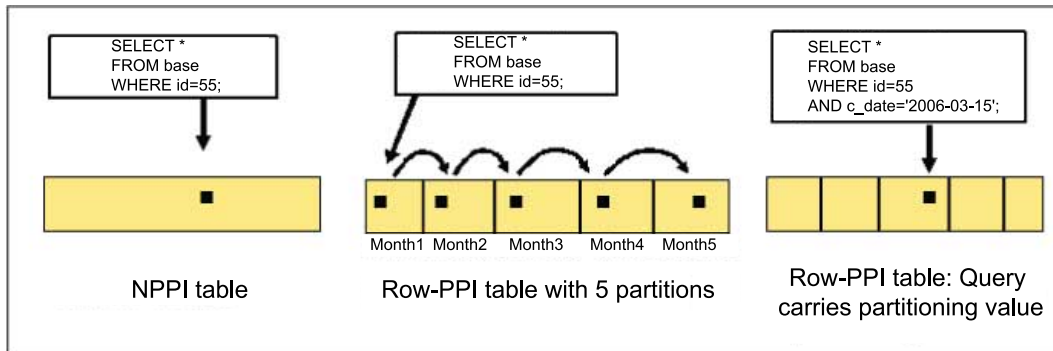 SELECT *
FROM base
WHERE id=55;
SELECT *
FROM base
WHERE id=55;
SELECT *
FROM base
WHERE id=55
AND c_date='2006-03-15';
Month1 Month2 Month3 Month4 Month5
NPPI table
Row-PPI table with 5 partitions
Row-PPI table: Query
carries partitioning value